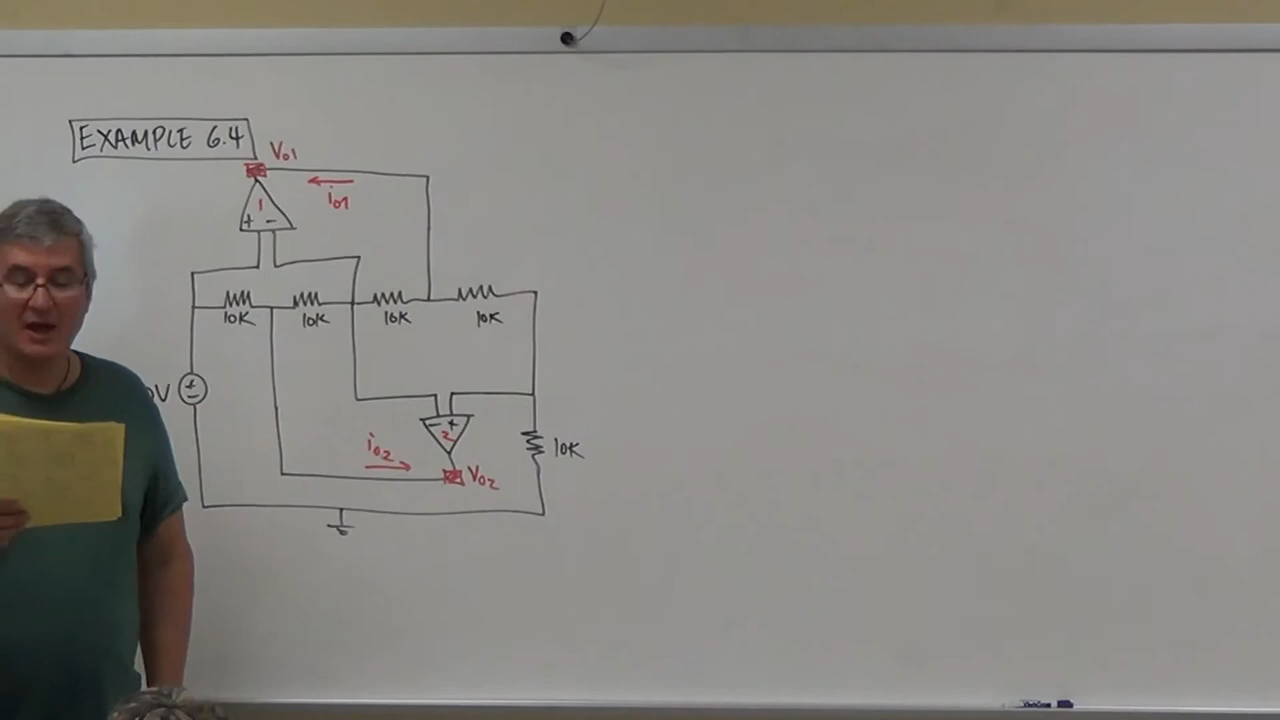 EXAMPLE 6.4
Vo1
1
+ -
io1
10K 10K 10K 10K
V
+
-
- +
2
io2
Vo2
10K